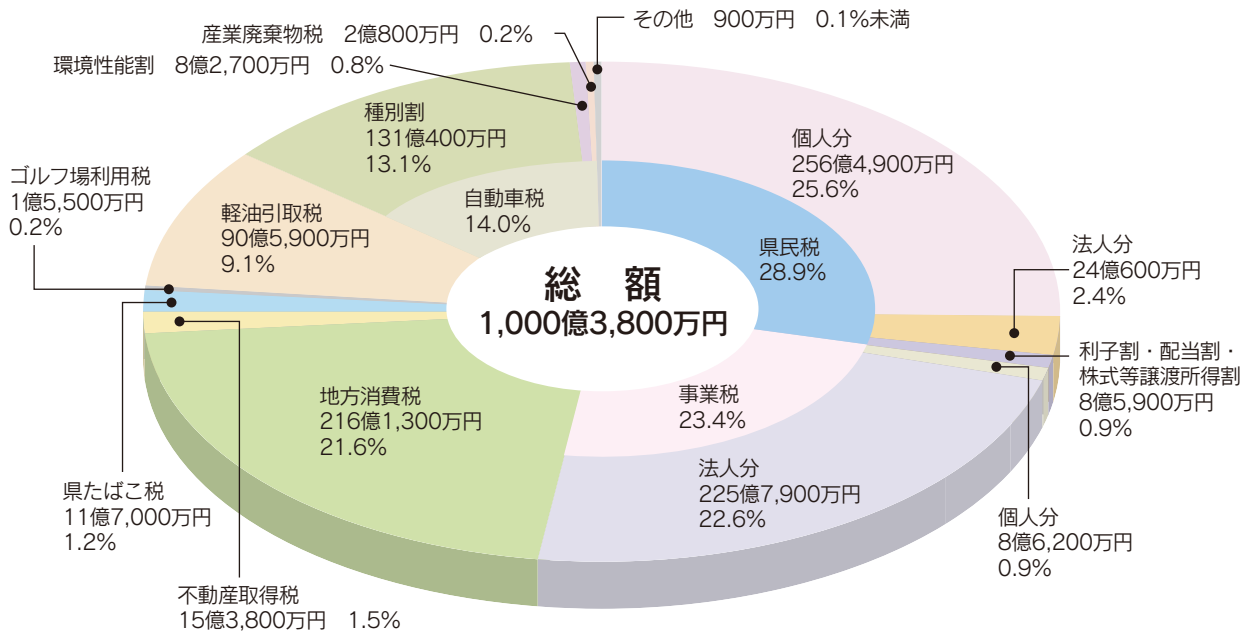 その他　900万円　0.1%未満
産業廃棄物税　2億800万円　0.2%
環境性能割　8億2,700万円　0.8%
種別割
131億400万円
13.1%
個人分
256億4,900万円
25.6%
ゴルフ場利用税
1億5,500万円
0.2%
軽油引取税
90億5,900万円
9.1%
自動車税
14.0%
県民税
28.9%
法人分
24億600万円
2.4%
総　額
1,000億3,800万円
利子割・配当割・
株式等譲渡所得割
8億5,900万円
0.9%
地方消費税
216億1,300万円
21.6%
事業税
23.4%
法人分
225億7,900万円
22.6%
県たばこ税
11億7,000万円
1.2%
個人分
8億6,200万円
0.9%
不動産取得税
15億3,800万円　1.5%